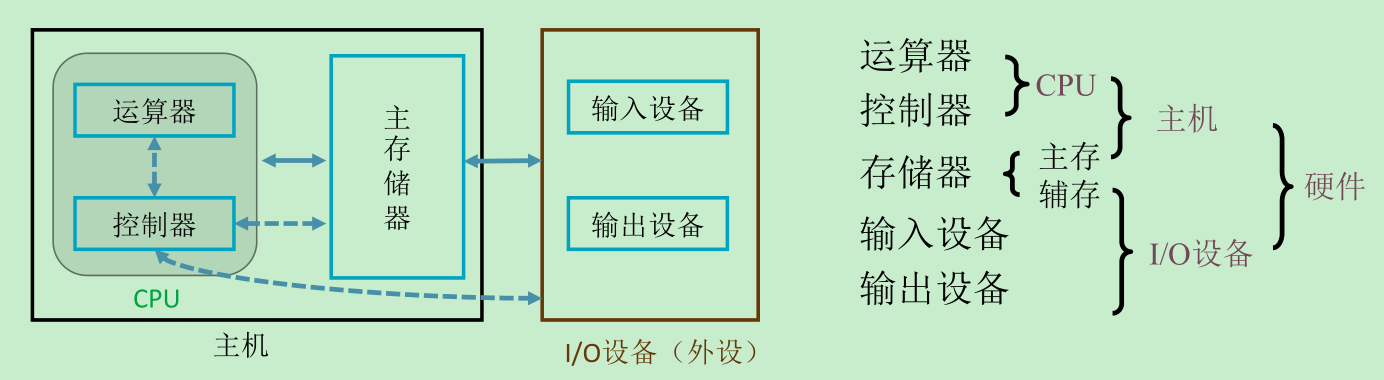 运算器
控制器
CPU
主存储器
主机
输入设备
输出设备
I/O设备（外设）
运算器
控制器
存储器
输入设备
输出设备
CPU
主存
辅存
主机
I/O设备
硬件